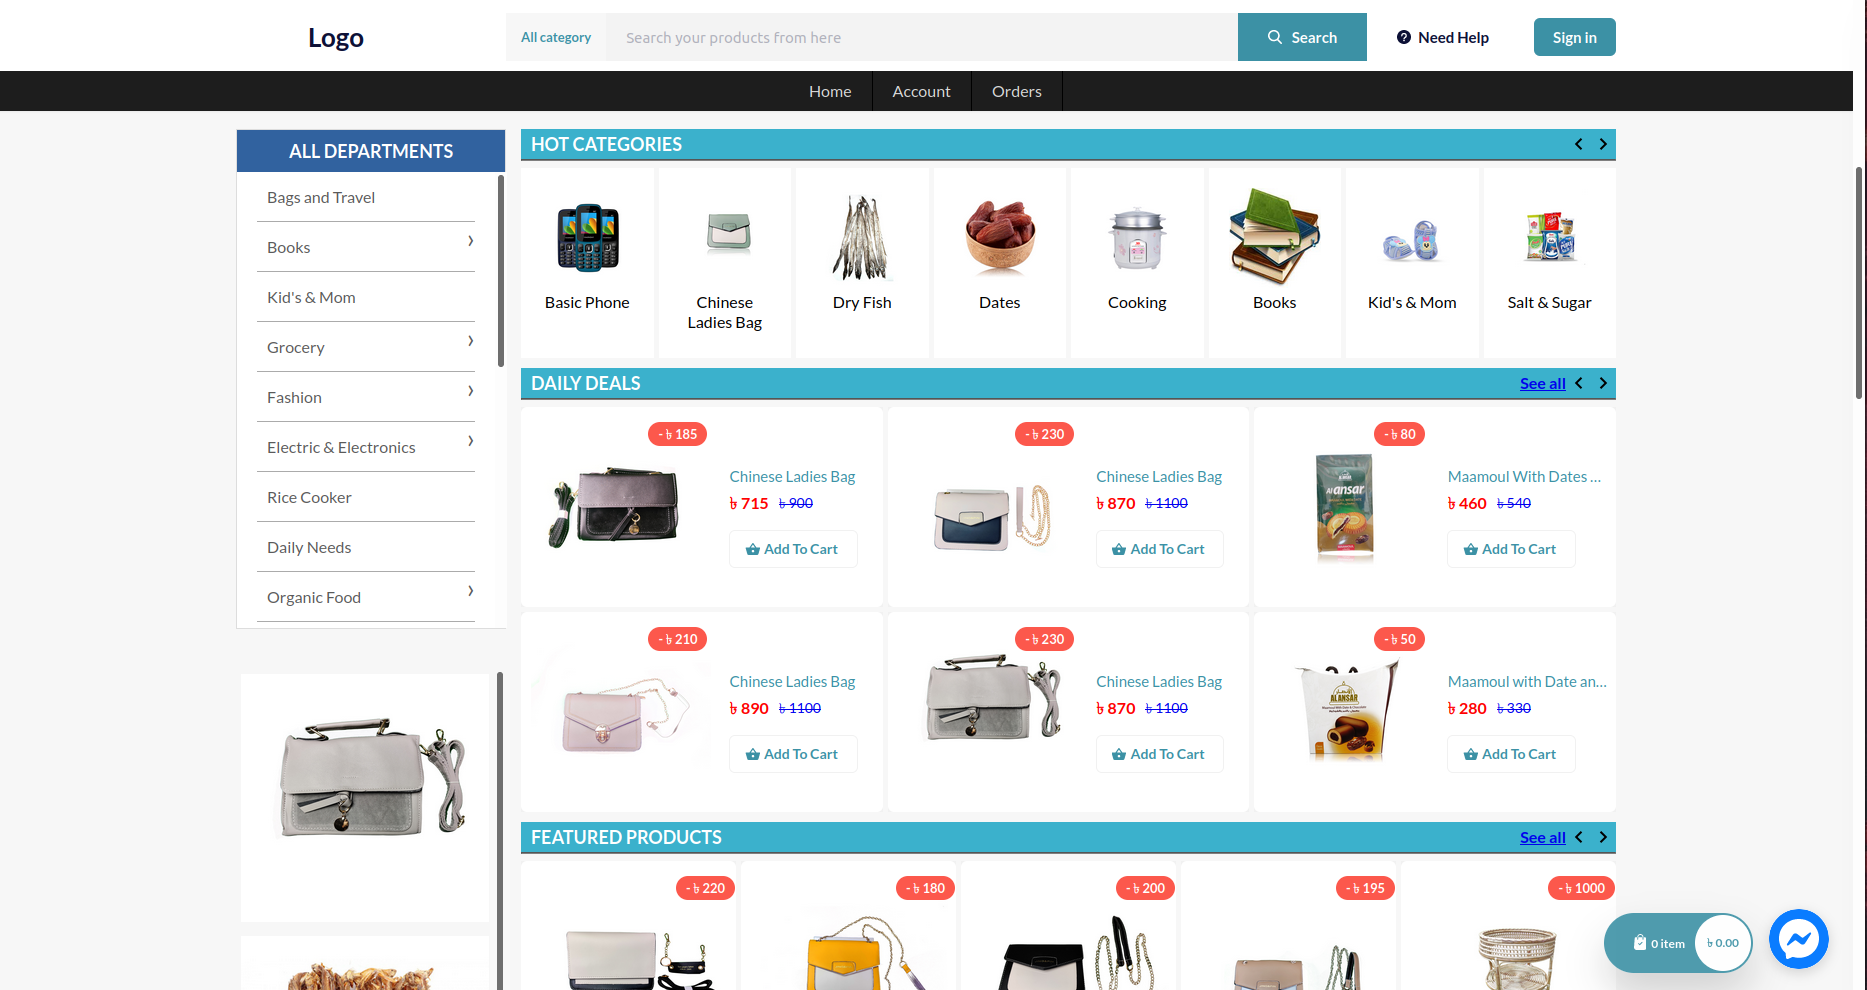 Logo
All category
Search your products from here
Search
Need Help
Sign in
Home
Account
Orders
ALL DEPARTMENTS
Bags and Travel
Books
Kid's & Mom
Grocery
Fashion
Electric & Electronics
Rice Cooker
Daily Needs
Organic Food
HOT CATEGORIES
Basic Phone
Chinese
Ladies Bag
Dry Fish
Dates
Cooking
Books
Kid's & Mom
Salt & Sugar
DAILY DEALS
See all
- ৳ 185
Chinese Ladies Bag
৳ 715 ৳ 900
Add To Cart
- ৳ 230
Chinese Ladies Bag
৳ 870 ৳ 1100
Add To Cart
- ৳ 80
Al ansar
Maamoul With Dates ...
৳ 460 ৳ 540
Add To Cart
- ৳ 210
Chinese Ladies Bag
৳ 890 ৳ 1100
Add To Cart
- ৳ 230
Chinese Ladies Bag
৳ 870 ৳ 1100
Add To Cart
- ৳ 50
AL ANSAR
Maamoul with Date an...
৳ 280 ৳ 330
Add To Cart
FEATURED PRODUCTS
See all
- ৳ 220
- ৳ 180
- ৳ 200
- ৳ 195
- ৳ 1000
0 item
৳ 0.00